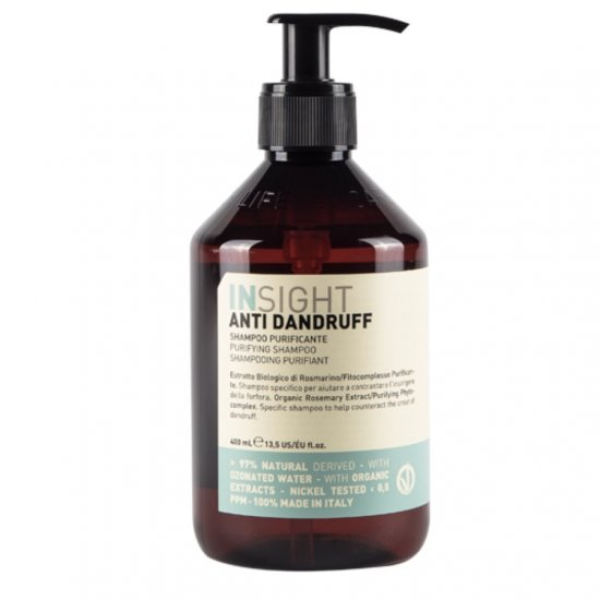 INSIGHT
ANTI DANDRUFF
SHAMPOO PURIFICANTE
PURIFYING SHAMPOO
SHAMPOOING PURIFIANT
Estratto Biologico di Rosmarino/Fitocomplesso Purifican-
te. Shampoo specifico per aiutare a contrastare l'insorgere
della forfora. Organic Rosemary Extract/Purifying Phyto-
complex. Specific shampoo to help counteract the onset of
dandruff.
400 mL ℮ 13,5 US/ÉU fl.oz.
> 97% NATURAL DERIVED - WITH
OZONATED WATER - WITH ORGANIC
EXTRACTS - NICKEL TESTED < 0,5
PPM - 100% MADE IN ITALY